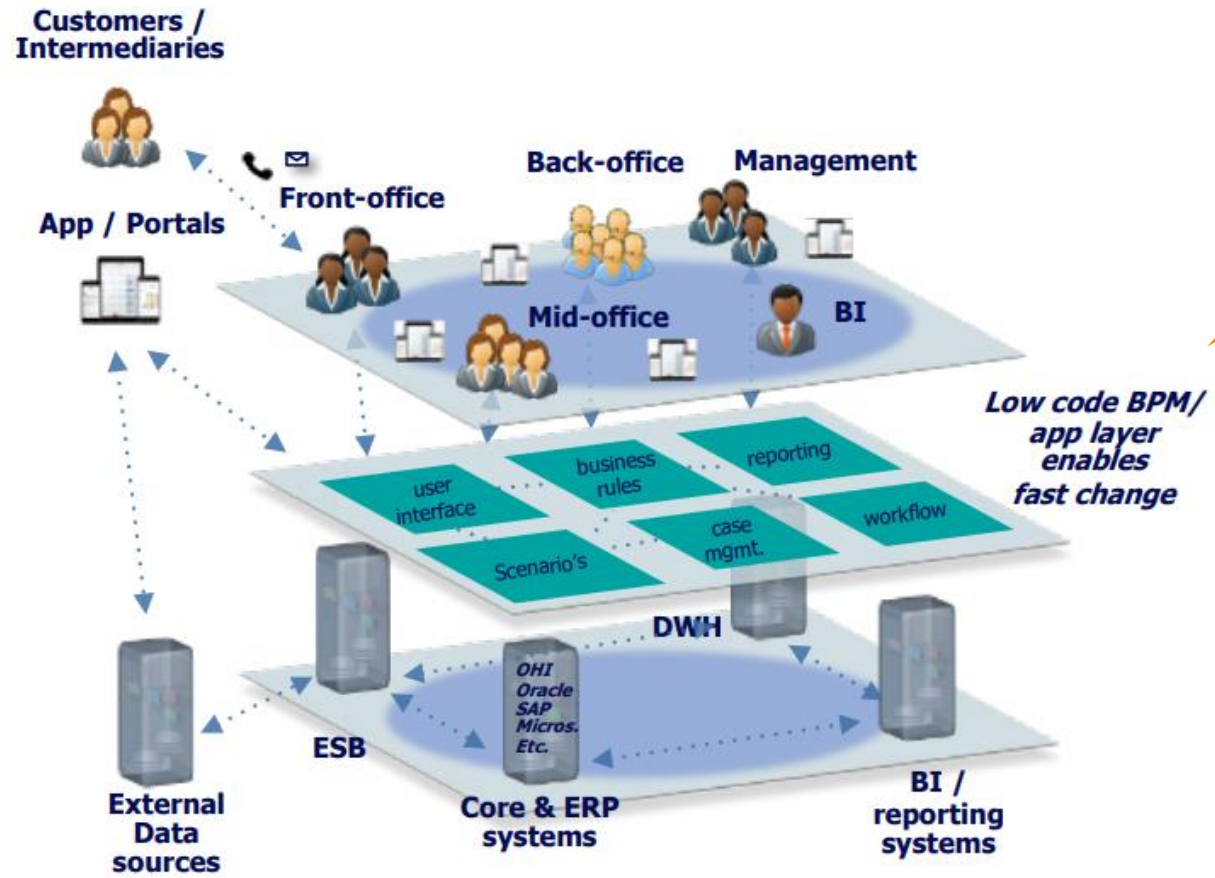 Customers /
Intermediaries
App / Portals
Front-office
Back-office
Management
Mid-office
BI
Low code BPM/
app layer
enables
fast change
user
interface
business
rules
reporting
Scenario's
case
mgmt.
workflow
DWH
OHI
Oracle
SAP
Micros.
Etc.
ESB
External
Data
sources
Core & ERP
systems
BI /
reporting
systems